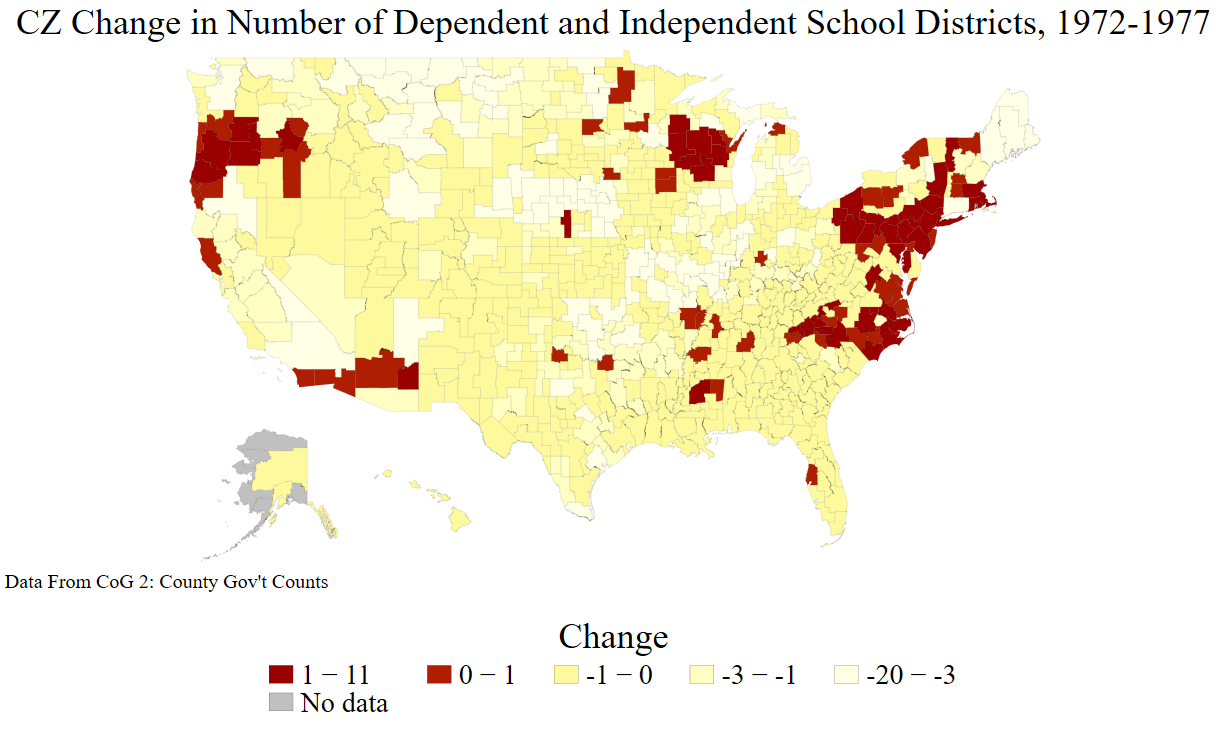 CZ Change in Number of Dependent and Independent School Districts, 1972-1977
Data From CoG 2: County Gov't Counts
Change
1 − 11 0 − 1 -1 − 0 -3 − -1 -20 − -3
No data